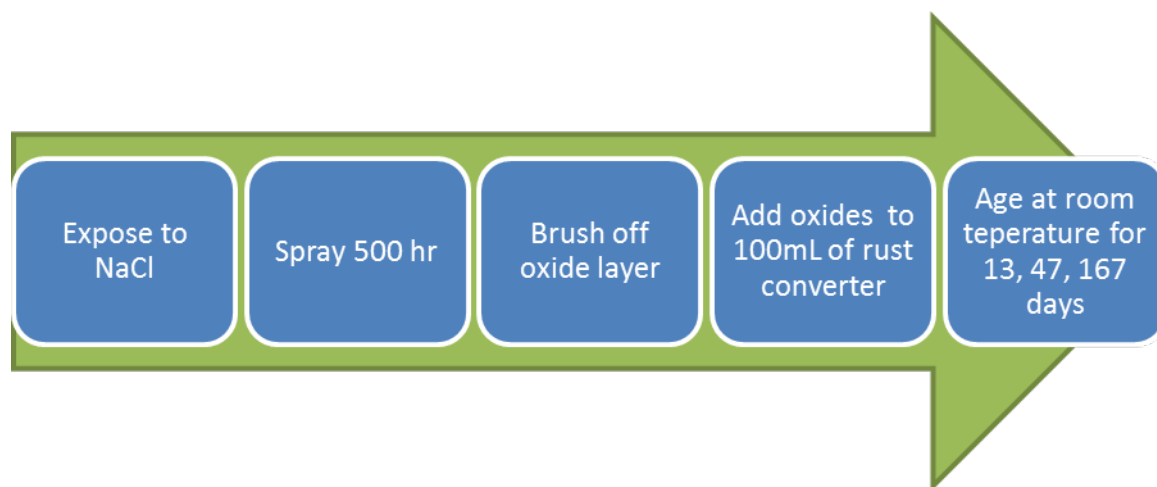 Expose to
NaCl
Spray 500 hr
Brush off
oxide layer
Add oxides to
100mL of rust
converter
Age at room
teperature for
13, 47, 167
days